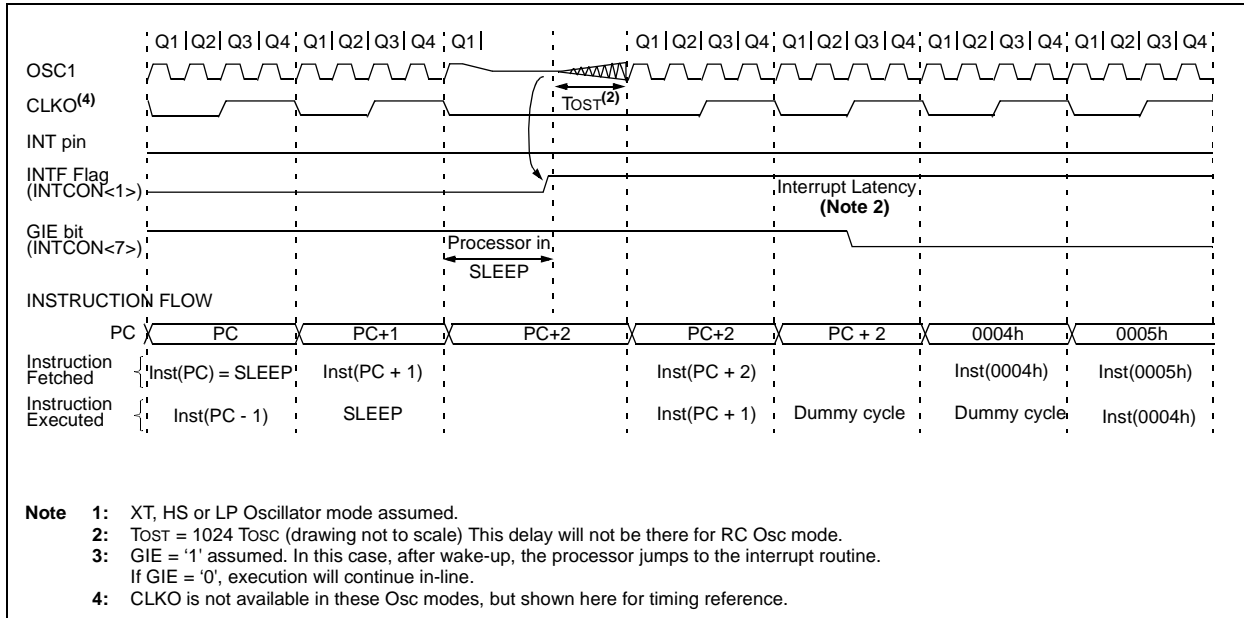 Q1 Q2 Q3 Q4 Q1 Q2 Q3 Q4 Q1 Q1 Q2 Q3 Q4 Q1 Q2 Q3 Q4 Q1 Q2 Q3 Q4 Q1 Q2 Q3 Q4
OSC1
CLKO(4)
TOST(2)
INT pin
INTF Flag
(INTCON<1>)
Interrupt Latency
(Note 2)
GIE bit
(INTCON<7>)
Processor in
SLEEP
INSTRUCTION FLOW
PC PC PC+1 PC+2 PC+2 PC + 2 0004h 0005h
Instruction
Fetched
Inst(PC) = SLEEP Inst(PC + 1) Inst(PC + 2) Inst(0004h) Inst(0005h)
Instruction
Executed
Inst(PC - 1) SLEEP Inst(PC + 1) Dummy cycle Dummy cycle Inst(0004h)
Note 1: XT, HS or LP Oscillator mode assumed.
2: TOST = 1024 TOSC (drawing not to scale) This delay will not be there for RC Osc mode.
3: GIE = '1' assumed. In this case, after wake-up, the processor jumps to the interrupt routine.
If GIE = '0', execution will continue in-line.
4: CLKO is not available in these Osc modes, but shown here for timing reference.